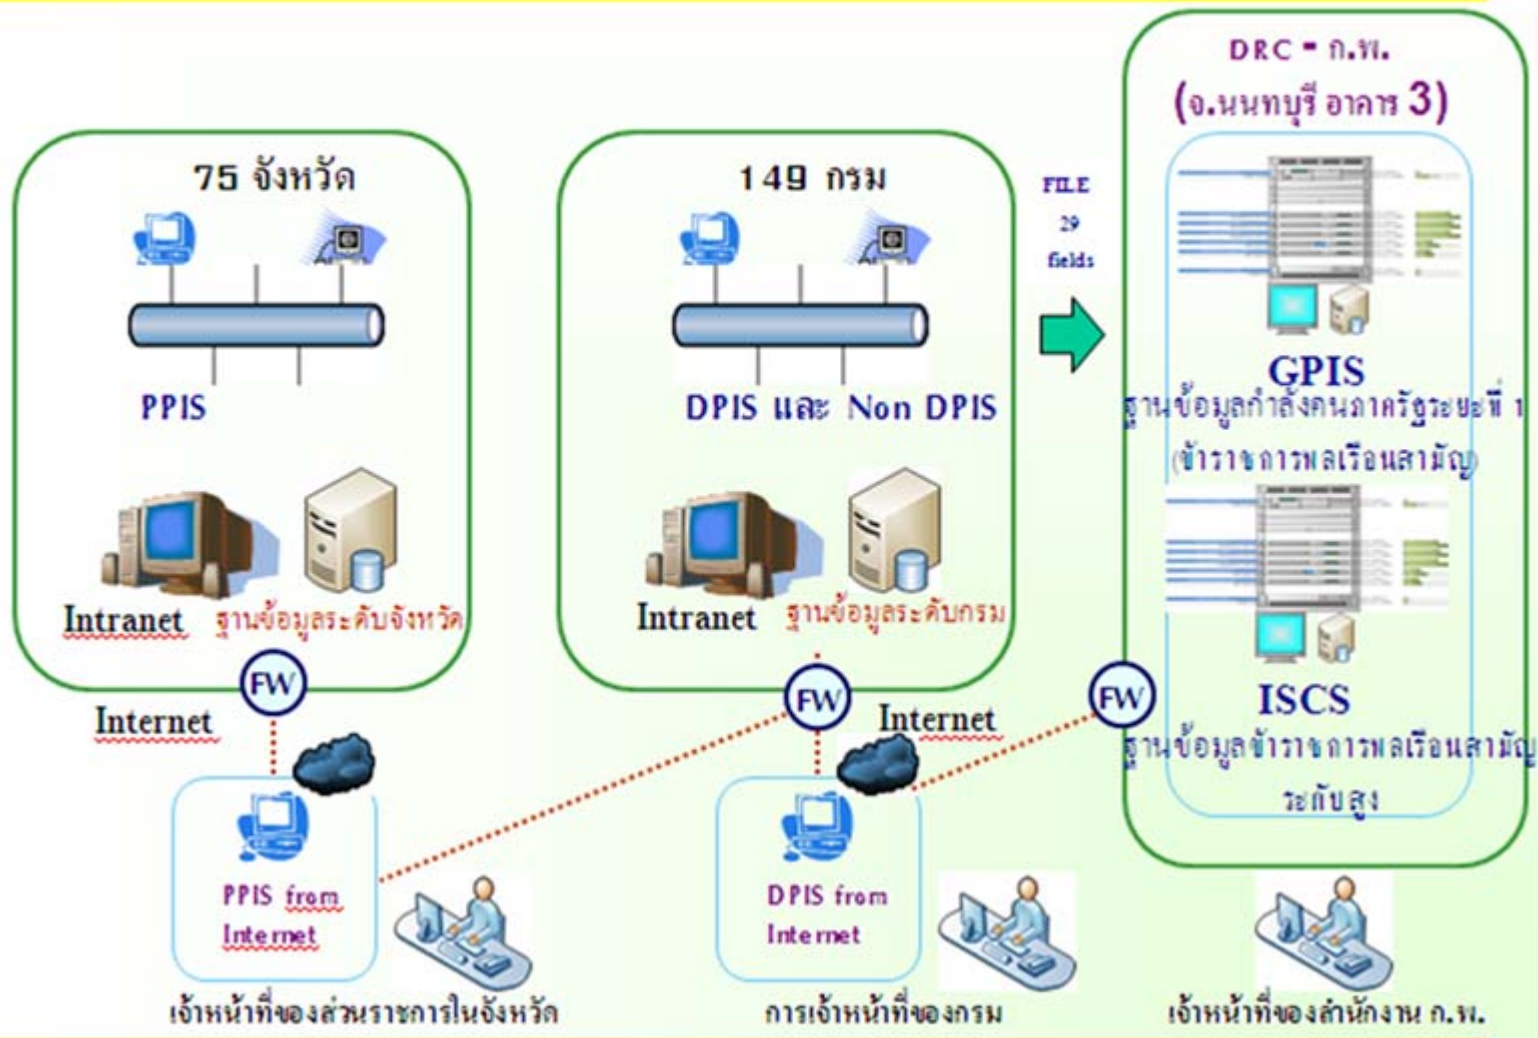 75 จังหวัด
PPIS
Intranet
ฐานข้อมูลระดับจังหวัด
FW
Internet
PPIS from
Internet
เจ้าหน้าที่ของส่วนราชการในจังหวัด
149 กรม
DPIS และ Non DPIS
Intranet
ฐานข้อมูลระดับกรม
FW
Internet
DPIS from
Internet
การเจ้าหน้าที่ของกรม
FILE
29
fields
DRC - ก.พ.
(จ.นนทบุรี อาคาร 3)
GPIS
ฐานข้อมูลกำลังคนภาครัฐระยะที่ 1
(ข้าราชการพลเรือนสามัญ)
ISCS
ฐานข้อมูลข้าราชการพลเรือนสามัญ
ระดับสูง
FW
เจ้าหน้าที่ของสำนักงาน ก.พ.